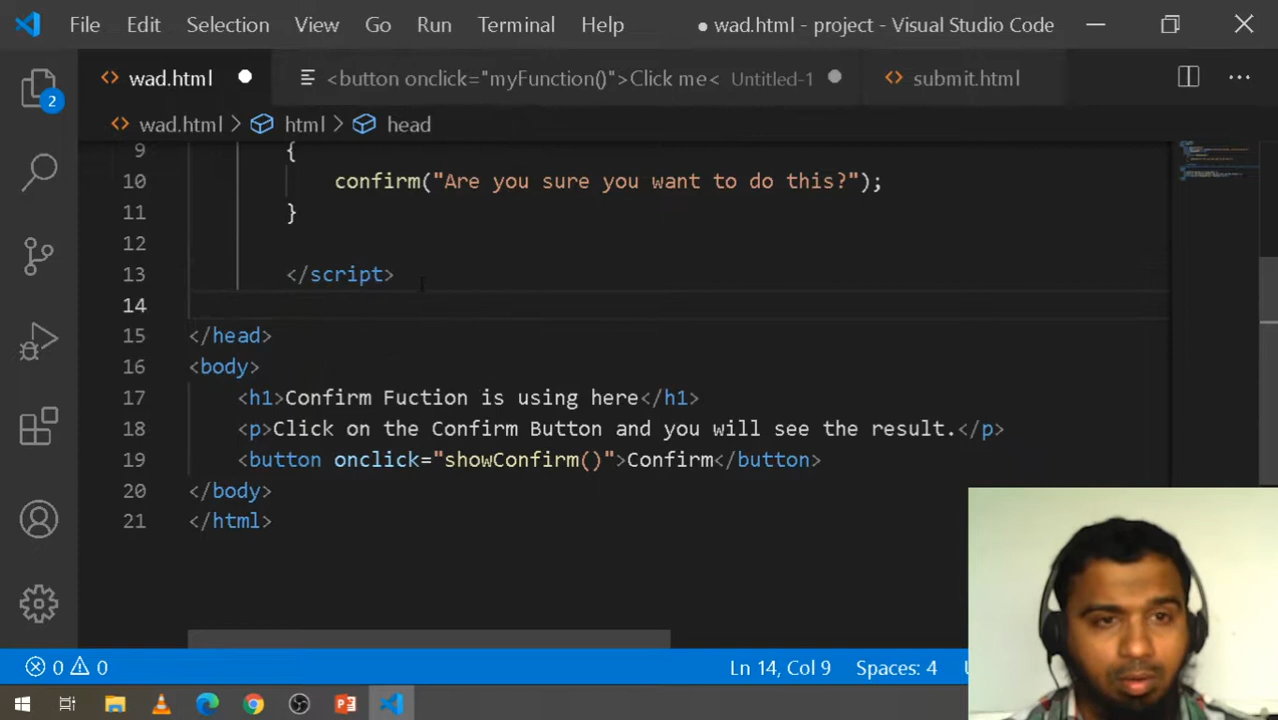 File Edit Selection View Go Run Terminal Help ● wad.html - project - Visual Studio Code
wad.html <button onclick="myFunction()">Click me< Untitled-1 submit.html
wad.html > html > head
2
9 {
10 confirm("Are you sure you want to do this?");
11 }
12
13 </script>
14
15 </head>
16 <body>
17 <h1>Confirm Fuction is using here</h1>
18 <p>Click on the Confirm Button and you will see the result.</p>
19 <button onclick="showConfirm()">Confirm</button>
20 </body>
21 </html>
0 0 Ln 14, Col 9 Spaces: 4